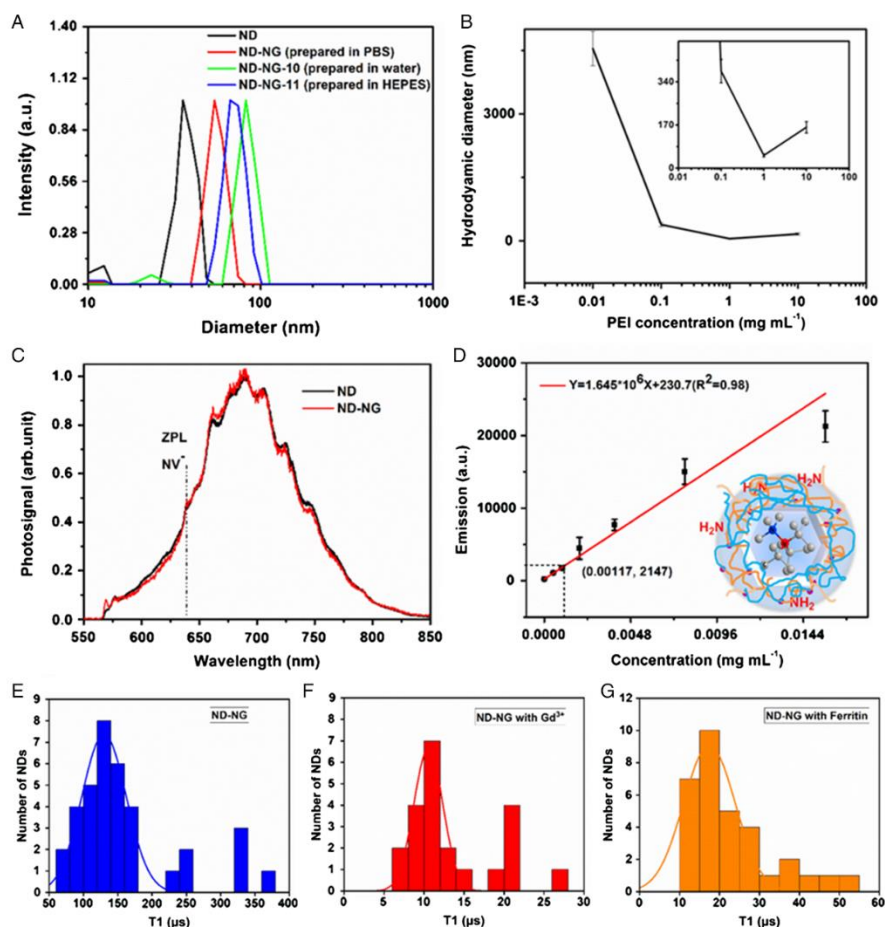 A
Intensity (a.u.)
1.40
1.12
0.84
0.56
0.28
0.00
ND
ND-NG (prepared in PBS)
ND-NG-10 (prepared in water)
ND-NG-11 (prepared in HEPES)
10
100
1000
Diameter (nm)
B
Hydrodynamic diameter (nm)
3000
0
340
170
0
0.01
0.1
1
10
100
1E-3
0.01
0.1
1
10
100
PEI concentration (mg mL⁻¹)
C
Photosignal (arb.unit)
1.0
0.8
0.6
0.4
0.2
0.0
ND
ND-NG
ZPL
NV⁻
550
600
650
700
750
800
850
Wavelength (nm)
D
Emission (a.u.)
30000
20000
10000
0
Y=1.645*10⁶X+230.7(R²=0.98)
H₂N
H₂N
H₂N
NH₂
(0.00117, 2147)
0.0000
0.0048
0.0096
0.0144
Concentration (mg mL⁻¹)
E
Number of NDs
9
8
7
6
5
4
3
2
1
0
ND-NG
50
100
150
200
250
300
350
400
T1 (µs)
F
Number of NDs
9
8
7
6
5
4
3
2
1
0
ND-NG with Gd³⁺
0
5
10
15
20
25
30
T1 (µs)
G
Number of NDs
12
10
8
6
4
2
0
ND-NG with Ferritin
0
10
20
30
40
50
60
T1 (µs)